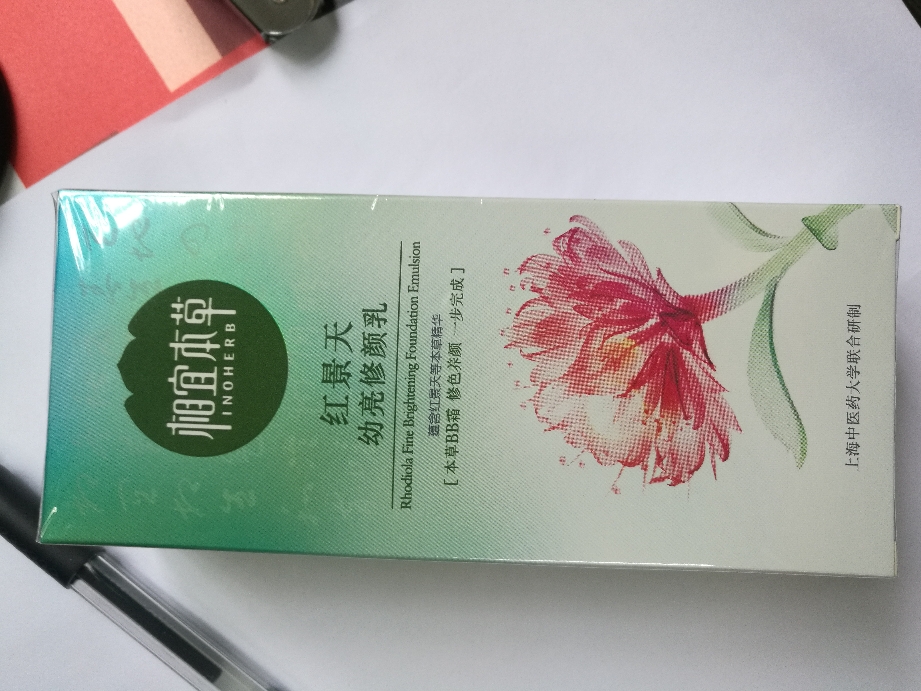 相宜本草
INOHERB
红景天
幼亮修颜乳
Rhodiola Fine Brightening Foundation Emulsion
蕴含红景天等本草精华
[ 本草BB霜 修色养颜 一步完成 ]
上海中医药大学联合研制